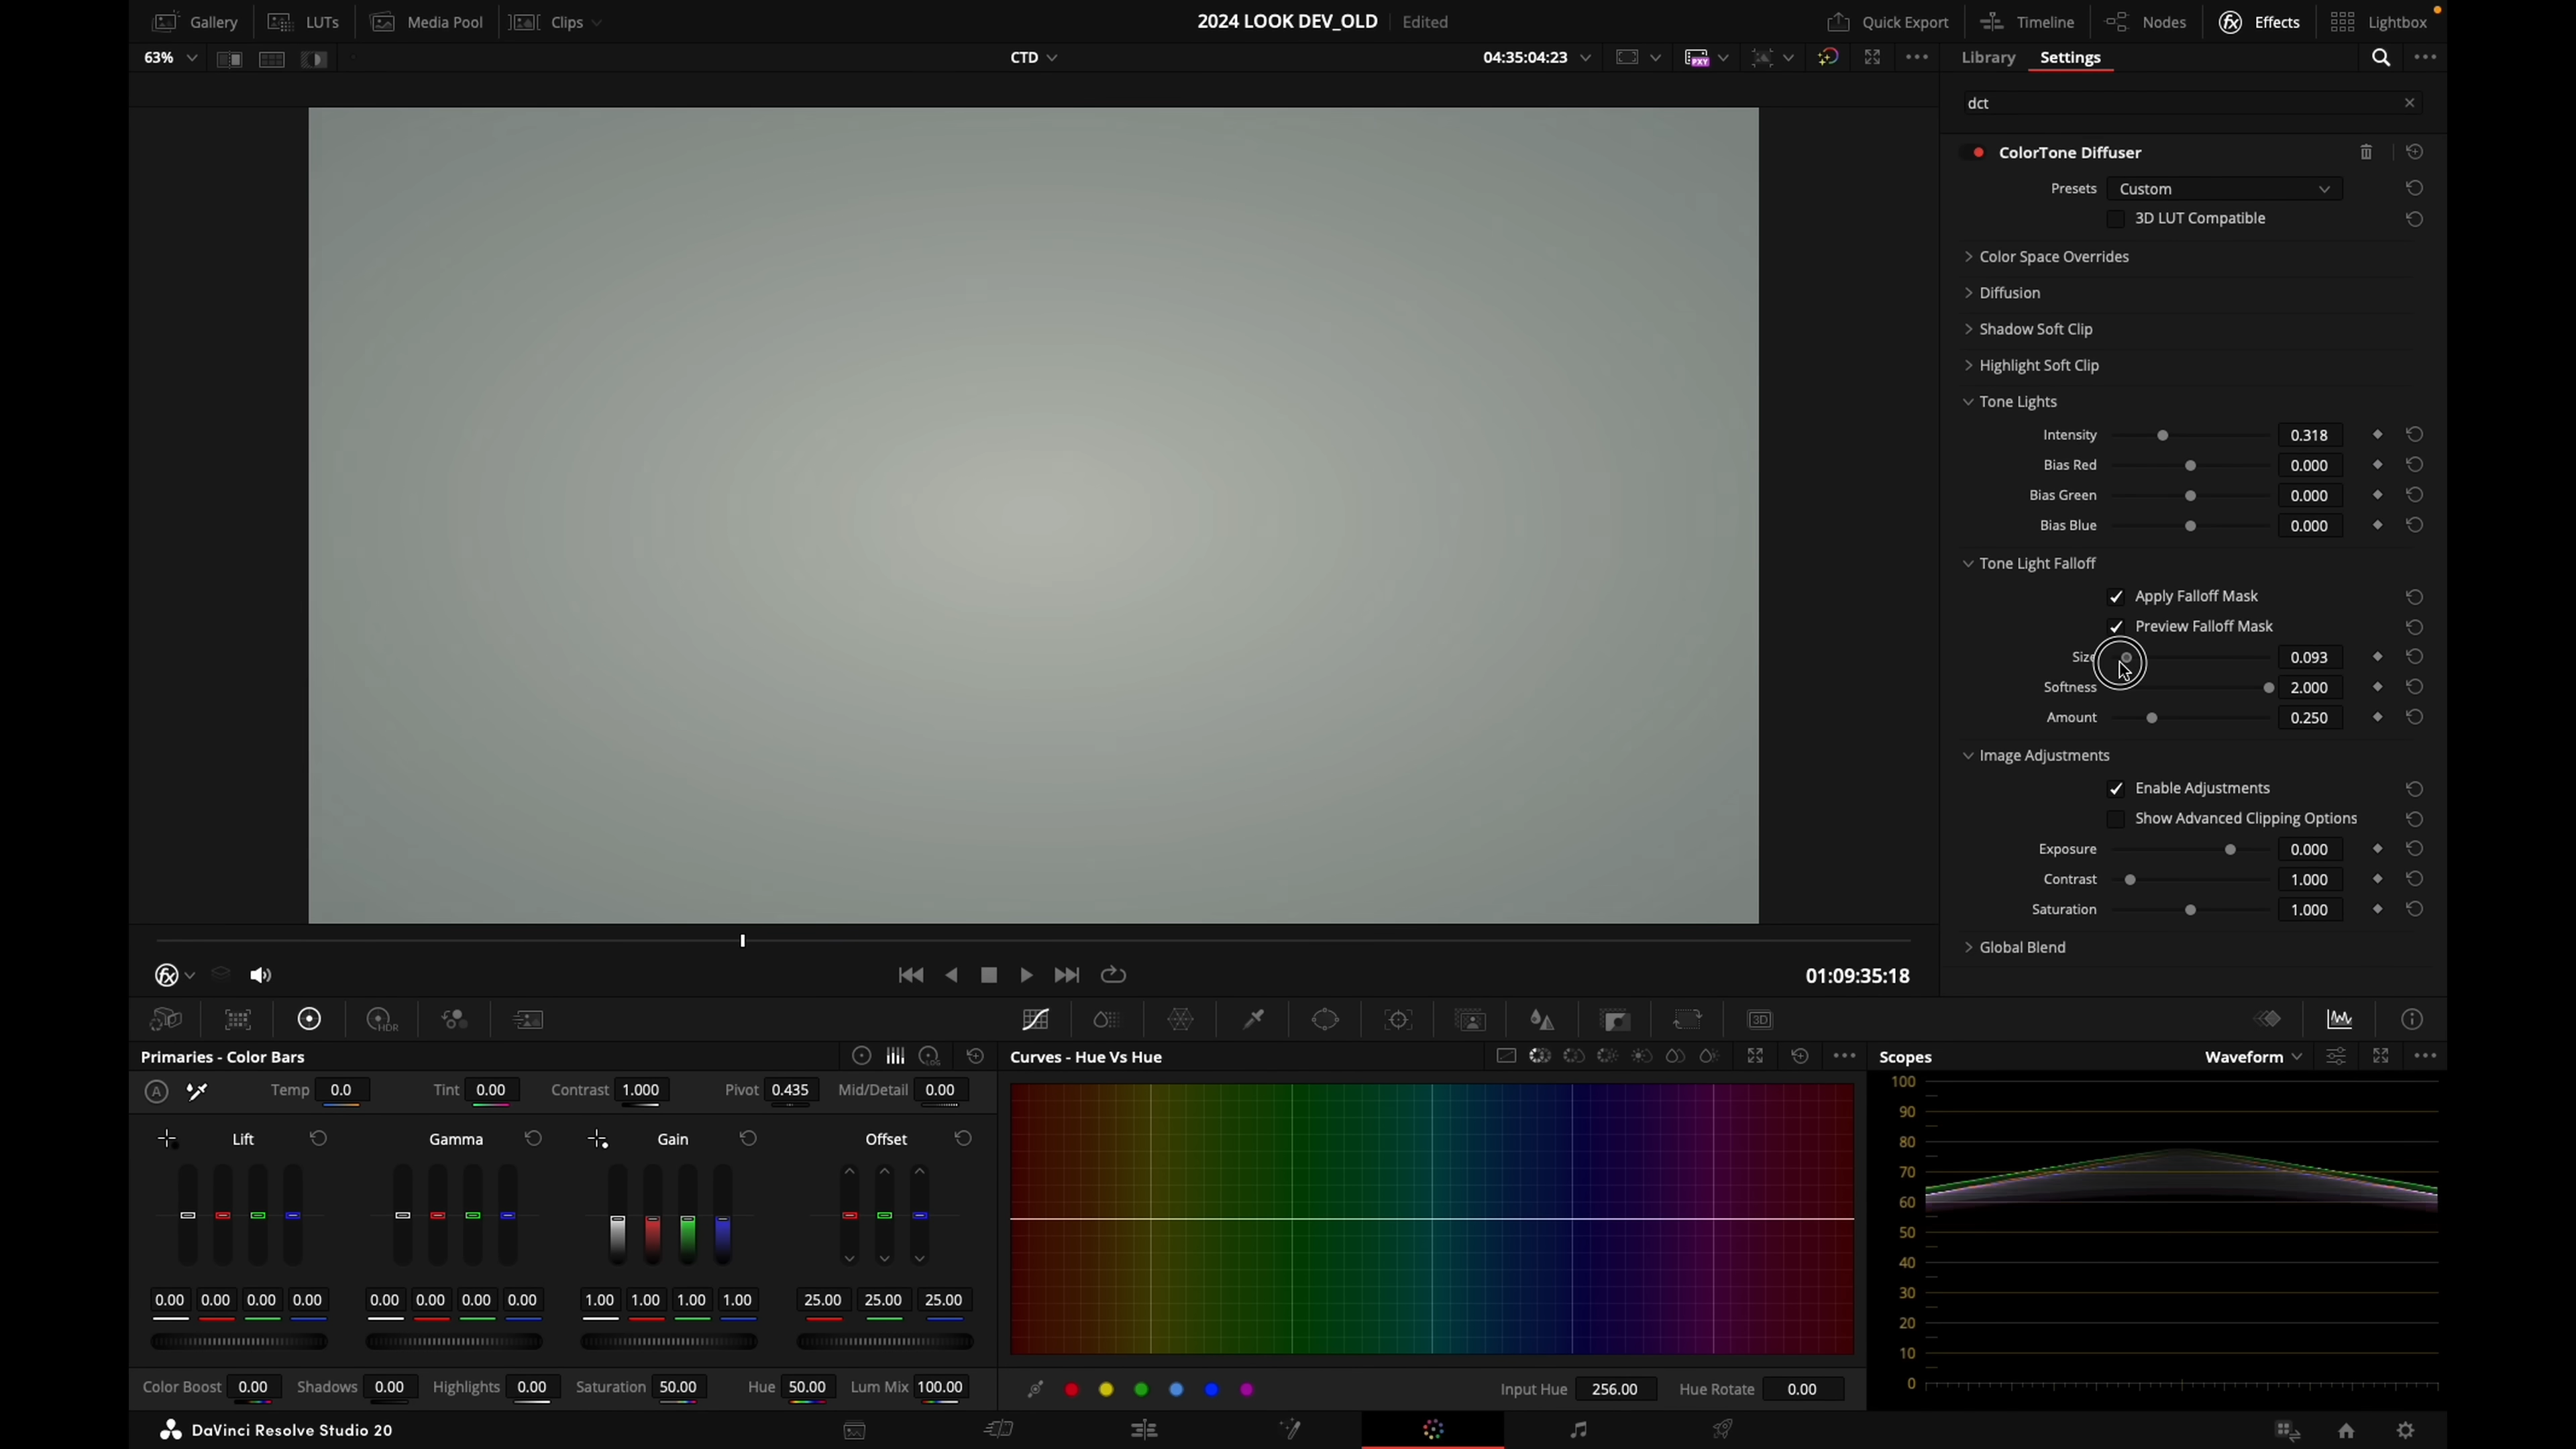 Gallery LUTs Media Pool Clips 2024 LOOK DEV_OLD Edited Quick Export Timeline Nodes Effects Lightbox
63% CTD 04:35:04:23 PXY Library Settings
dct
ColorTone Diffuser
Presets Custom
3D LUT Compatible
Color Space Overrides
Diffusion
Shadow Soft Clip
Highlight Soft Clip
Tone Lights
Intensity 0.318
Bias Red 0.000
Bias Green 0.000
Bias Blue 0.000
Tone Light Falloff
Apply Falloff Mask
Preview Falloff Mask
Size 0.093
Softness 2.000
Amount 0.250
Image Adjustments
Enable Adjustments
Show Advanced Clipping Options
Exposure 0.000
Contrast 1.000
Saturation 1.000
Global Blend
01:09:35:18
HDR 3D
Primaries - Color Bars LOG
A Temp 0.0 Tint 0.00 Contrast 1.000 Pivot 0.435 Mid/Detail 0.00
Lift Gamma Gain Offset
0.00 0.00 0.00 0.00 0.00 0.00 0.00 0.00 1.00 1.00 1.00 1.00 25.00 25.00 25.00
Color Boost 0.00 Shadows 0.00 Highlights 0.00 Saturation 50.00 Hue 50.00 Lum Mix 100.00
Curves - Hue Vs Hue
Input Hue 256.00 Hue Rotate 0.00
Scopes Waveform
100
90
80
70
60
50
40
30
20
10
0
DaVinci Resolve Studio 20